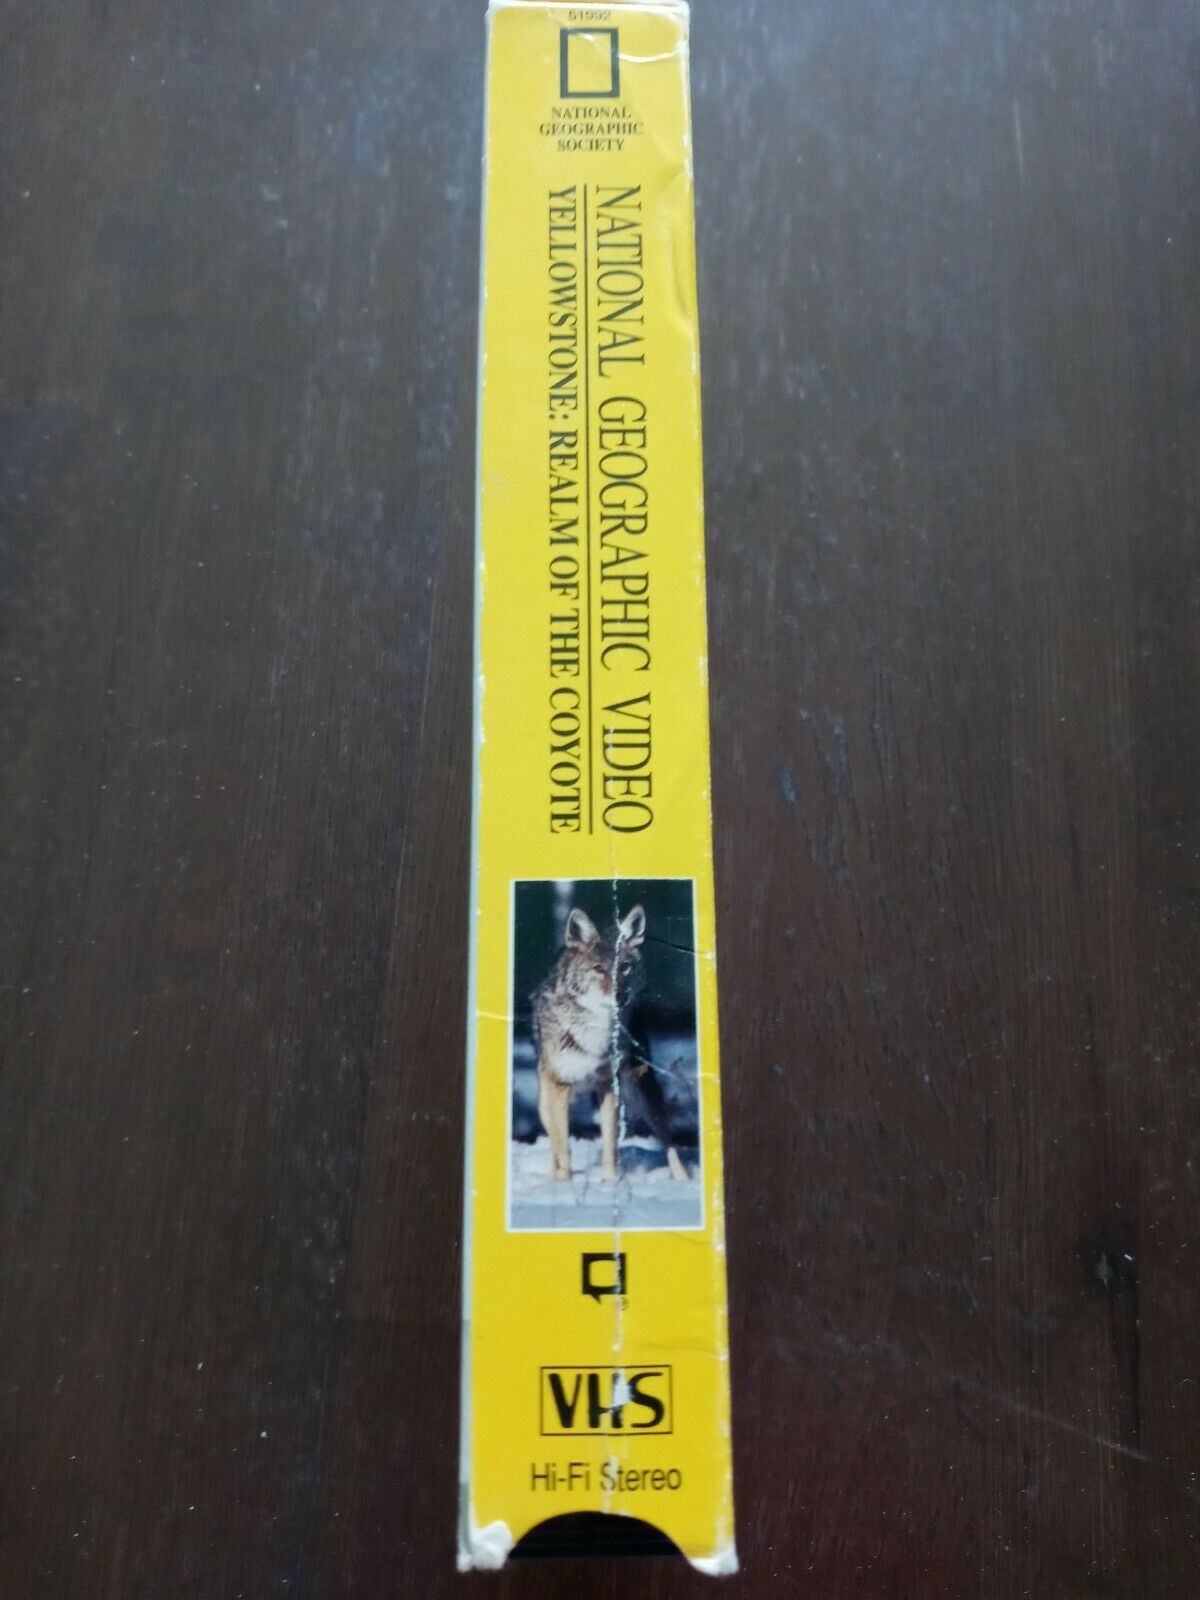 51992
NATIONAL
GEOGRAPHIC
SOCIETY
NATIONAL GEOGRAPHIC VIDEO
YELLOWSTONE: REALM OF THE COYOTE
®
VHS
Hi-Fi Stereo